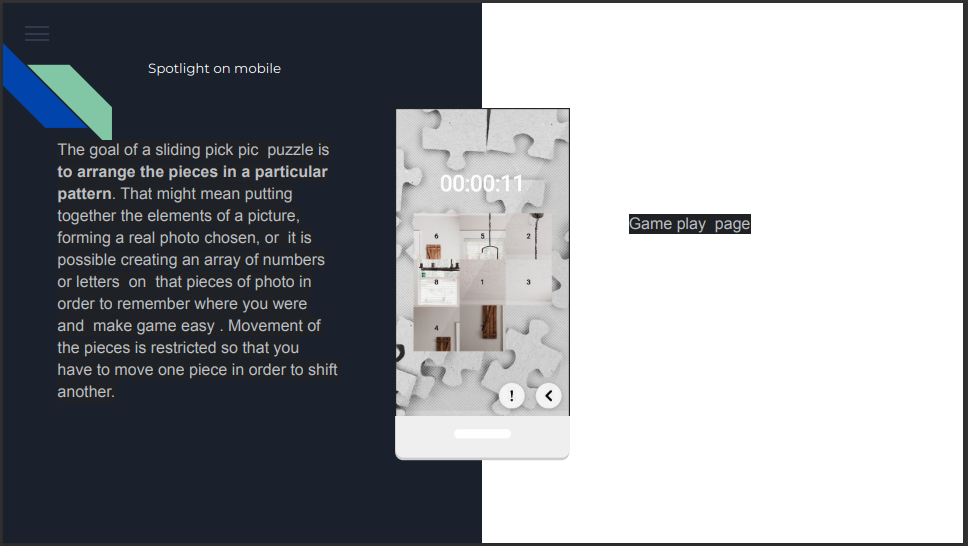 Spotlight on mobile
The goal of a sliding pick pic  puzzle is
to arrange the pieces in a particular
pattern. That might mean putting
together the elements of a picture,
forming a real photo chosen, or  it is
possible creating an array of numbers
or letters  on  that pieces of photo in
order to remember where you were
and  make game easy . Movement of
the pieces is restricted so that you
have to move one piece in order to shift
another.
00:00:11
6 5 2
8 1 3
4
!
Game play  page